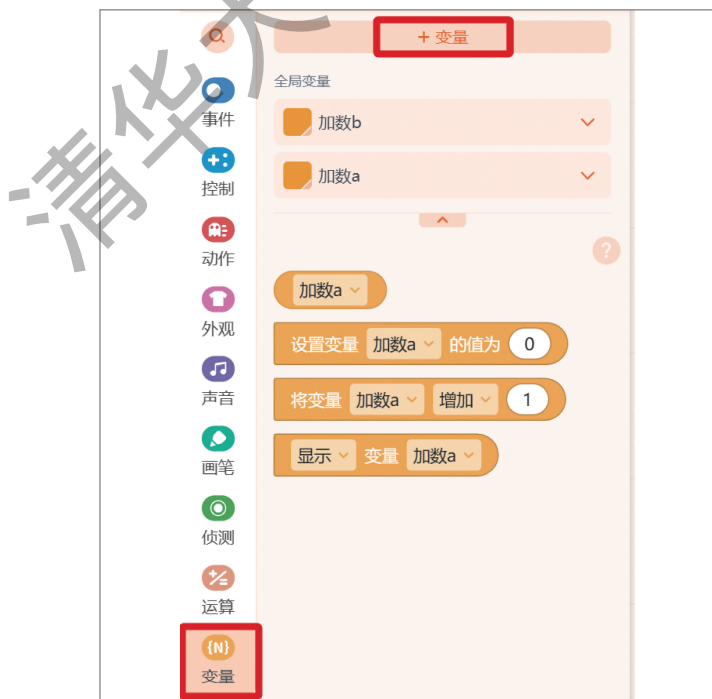 + 变量
全局变量
加数b
加数a
事件
控制
动作
外观
声音
画笔
侦测
运算
{N}
变量
?
加数a
设置变量 加数a 的值为 0
将变量 加数a 增加 1
显示 变量 加数a
清华大